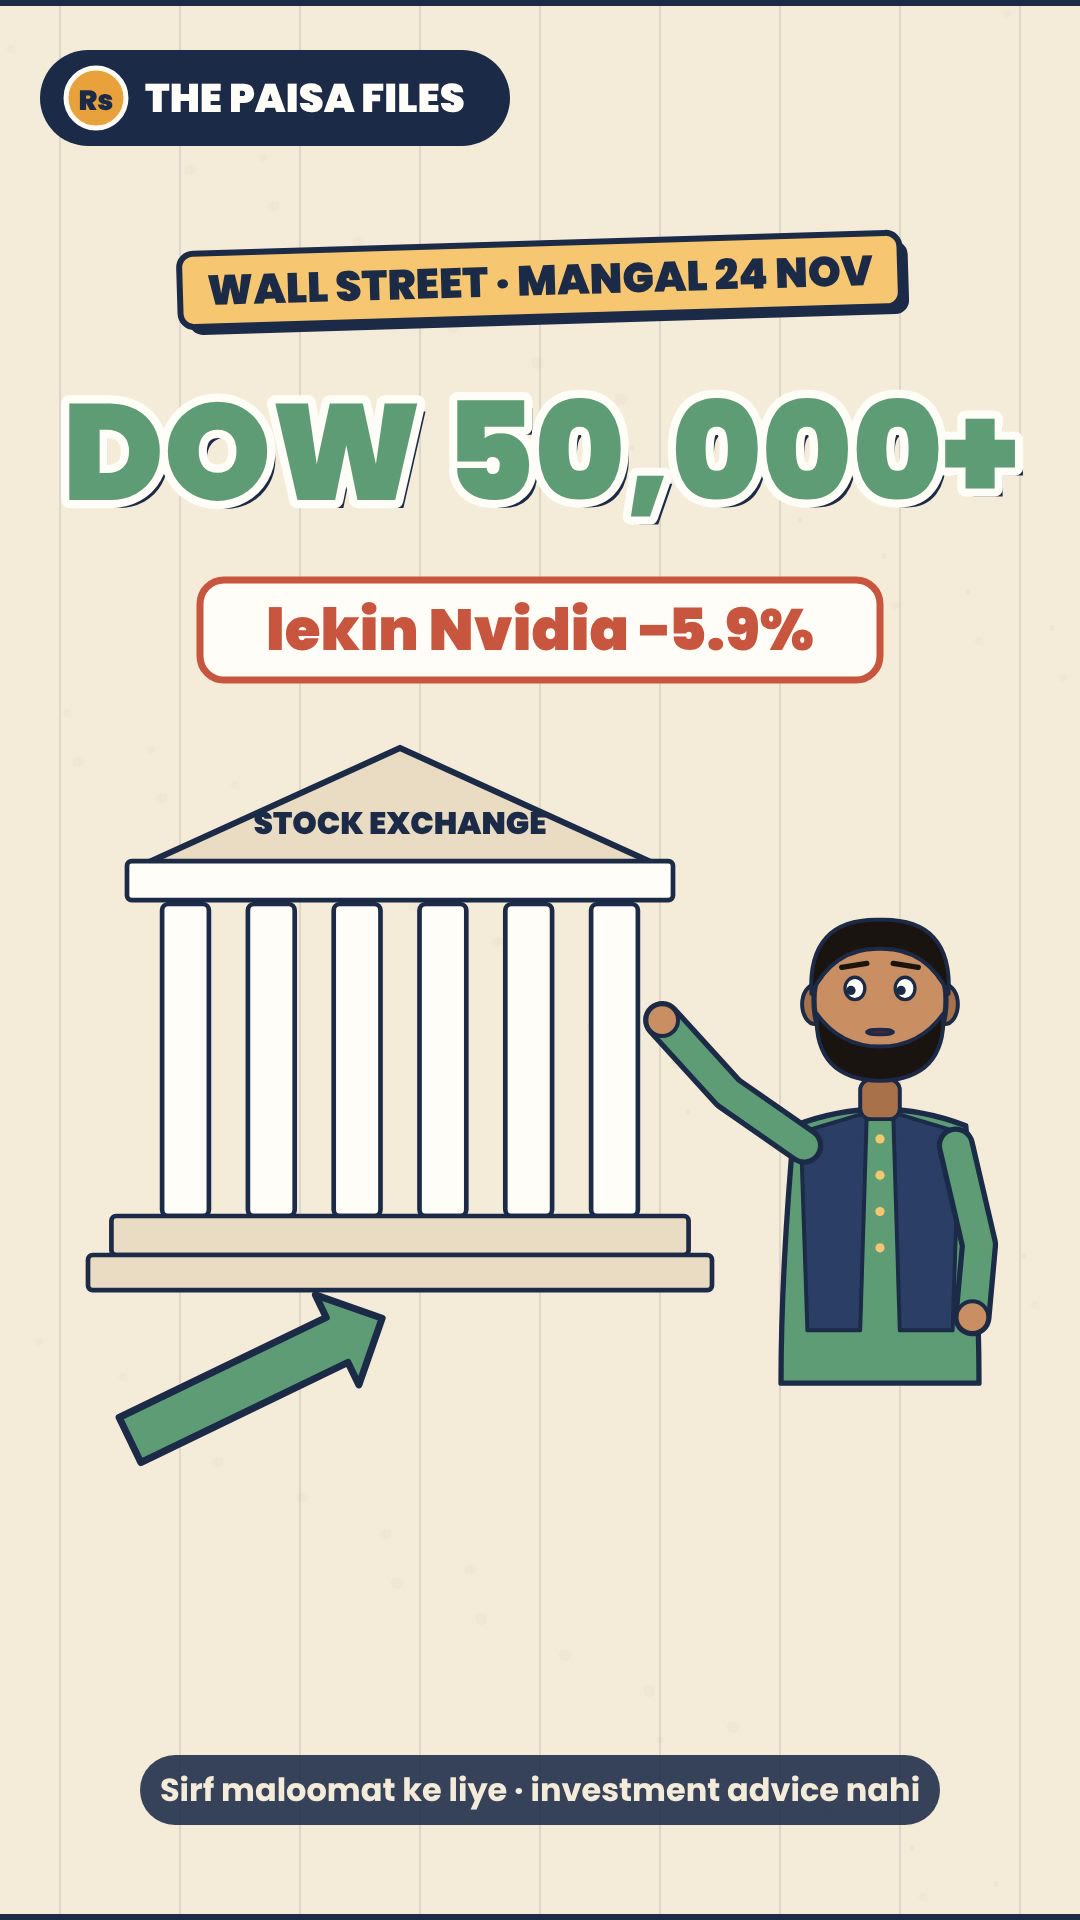 Rs THE PAISA FILES
WALL STREET · MANGAL 24 NOV
DOW 50,000+
lekin Nvidia -5.9%
STOCK EXCHANGE
Sirf maloomat ke liye · investment advice nahi